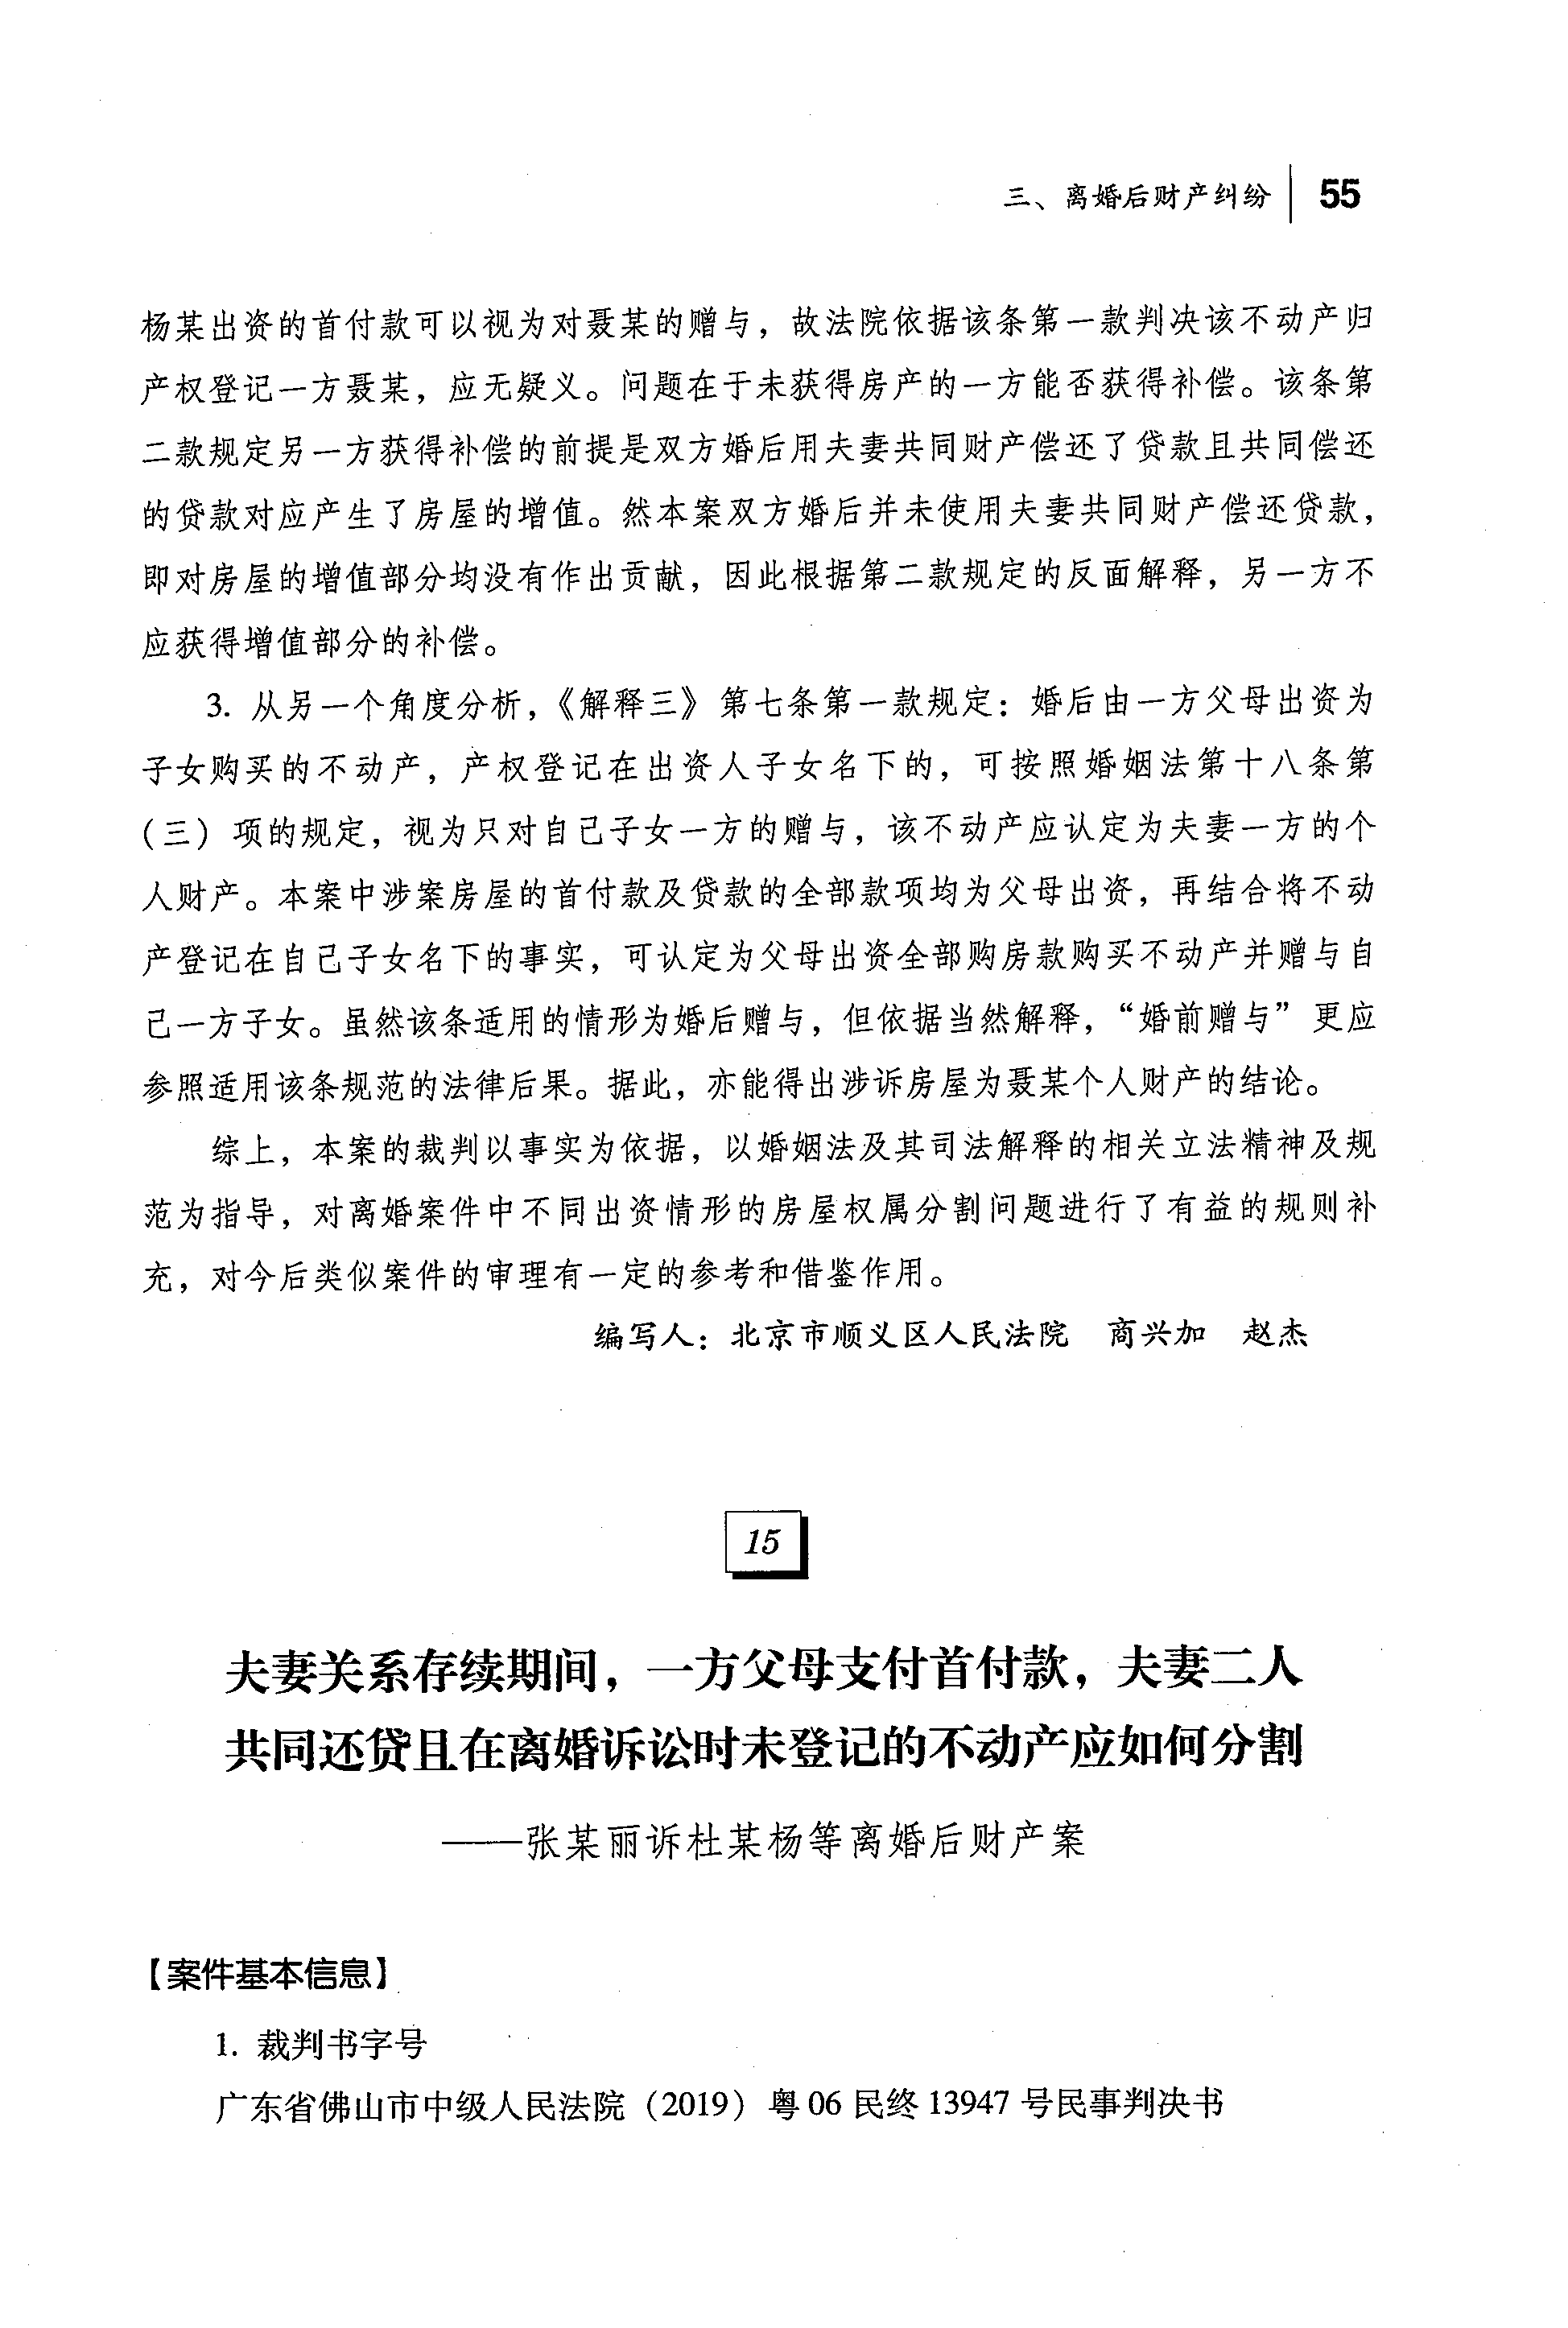 三、离婚后财产纠纷 55
杨某出资的首付款可以视为对聂某的赠与，故法院依据该条第一款判决该不动产归
产权登记一方聂某，应无疑义。问题在于未获得房产的一方能否获得补偿。该条第
二款规定另一方获得补偿的前提是双方婚后用夫妻共同财产偿还了贷款且共同偿还
的贷款对应产生了房屋的增值。然本案双方婚后并未使用夫妻共同财产偿还贷款，
即对房屋的增值部分均没有作出贡献，因此根据第二款规定的反面解释，另一方不
应获得增值部分的补偿。
3. 从另一个角度分析，《解释三》第七条第一款规定：婚后由一方父母出资为
子女购买的不动产，产权登记在出资人子女名下的，可按照婚姻法第十八条第
（三）项的规定，视为只对自己子女一方的赠与，该不动产应认定为夫妻一方的个
人财产。本案中涉案房屋的首付款及贷款的全部款项均为父母出资，再结合将不动
产登记在自己子女名下的事实，可认定为父母出资全部购房款购买不动产并赠与自
己一方子女。虽然该条适用的情形为婚后赠与，但依据当然解释，“婚前赠与”更应
参照适用该条规范的法律后果。据此，亦能得出涉诉房屋为聂某个人财产的结论。
综上，本案的裁判以事实为依据，以婚姻法及其司法解释的相关立法精神及规
范为指导，对离婚案件中不同出资情形的房屋权属分割问题进行了有益的规则补
充，对今后类似案件的审理有一定的参考和借鉴作用。
编写人：北京市顺义区人民法院 商兴加 赵杰
15
夫妻关系存续期间，一方父母支付首付款，夫妻二人
共同还贷且在离婚诉讼时未登记的不动产应如何分割
——张某丽诉杜某杨等离婚后财产案
【案件基本信息】
1. 裁判书字号
广东省佛山市中级人民法院（2019）粤 06 民终 13947 号民事判决书